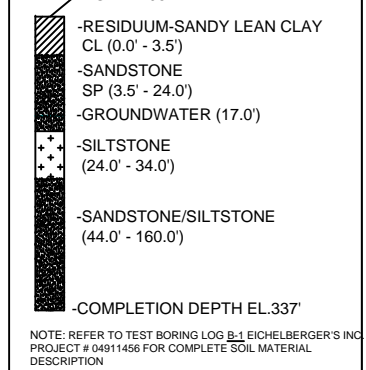 -RESIDUUM-SANDY LEAN CLAY
CL (0.0' - 3.5')
-SANDSTONE
SP (3.5' - 24.0')
-GROUNDWATER (17.0')
-SILTSTONE
(24.0' - 34.0')
-SANDSTONE/SILTSTONE
(44.0' - 160.0')
-COMPLETION DEPTH EL.337'
NOTE: REFER TO TEST BORING LOG B-1 EICHELBERGER'S INC.
PROJECT # 04911456 FOR COMPLETE SOIL MATERIAL
DESCRIPTION